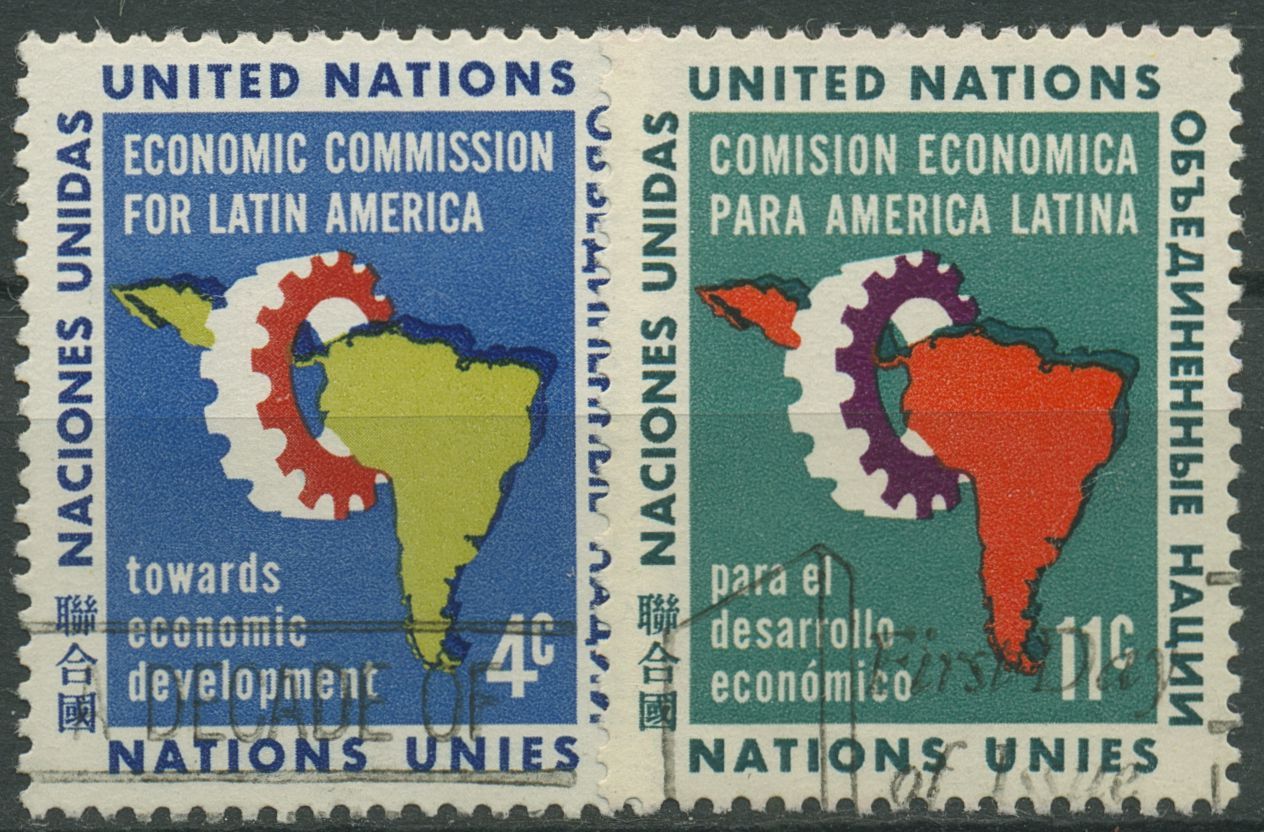 UNITED NATIONS
NACIONES UNIDAS
聯合國
ECONOMIC COMMISSION
FOR LATIN AMERICA
towards
economic
development
4c
A DECADE OF
NATIONS UNIES
UNITED NATIONS
NACIONES UNIDAS
聯合國
COMISION ECONOMICA
PARA AMERICA LATINA
para el
desarrollo
económico
11c
ОБЪЕДИНЕННЫЕ НАЦИИ
First Day
of Issue
NATIONS UNIES